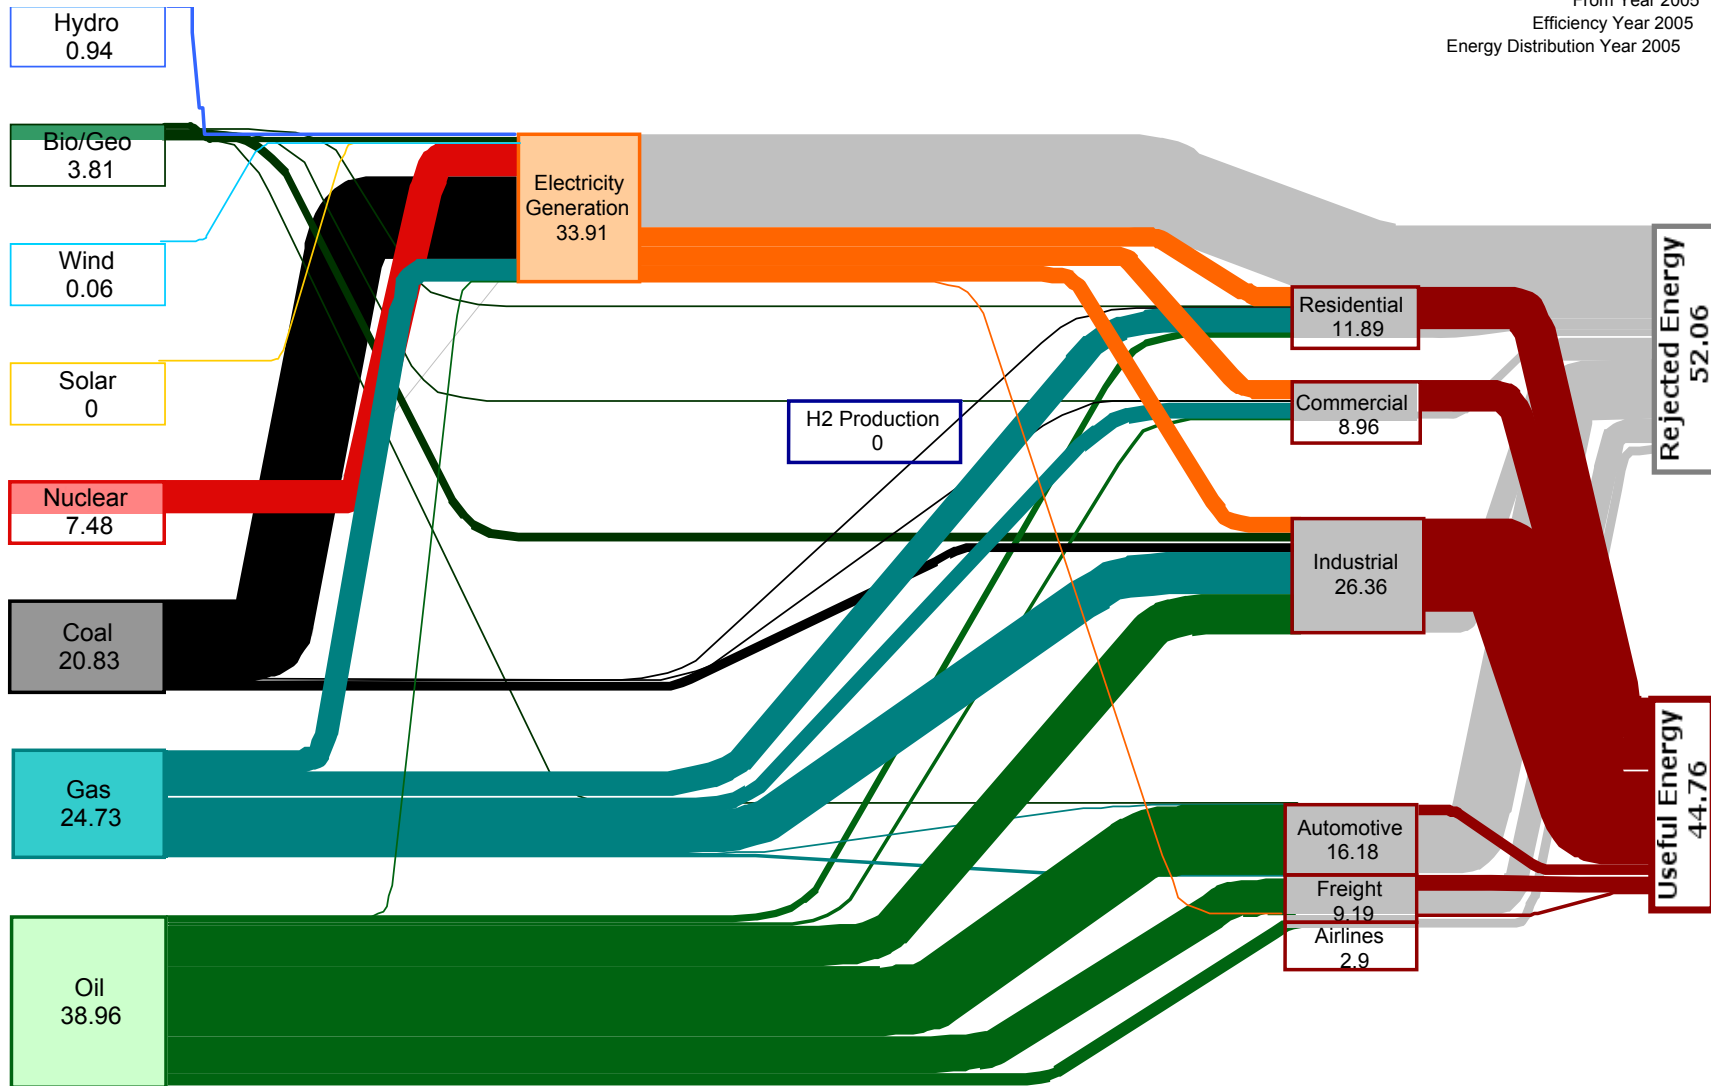 From Year 2005
Efficiency Year 2005
Energy Distribution Year 2005
Hydro
0.94
Bio/Geo
3.81
Wind
0.06
Solar
0
Nuclear
7.48
Coal
20.83
Gas
24.73
Oil
38.96
Electricity
Generation
33.91
H2 Production
0
Residential
11.89
Commercial
8.96
Industrial
26.36
Automotive
16.18
Freight
9.19
Airlines
2.9
Rejected Energy
52.06
Useful Energy
44.76